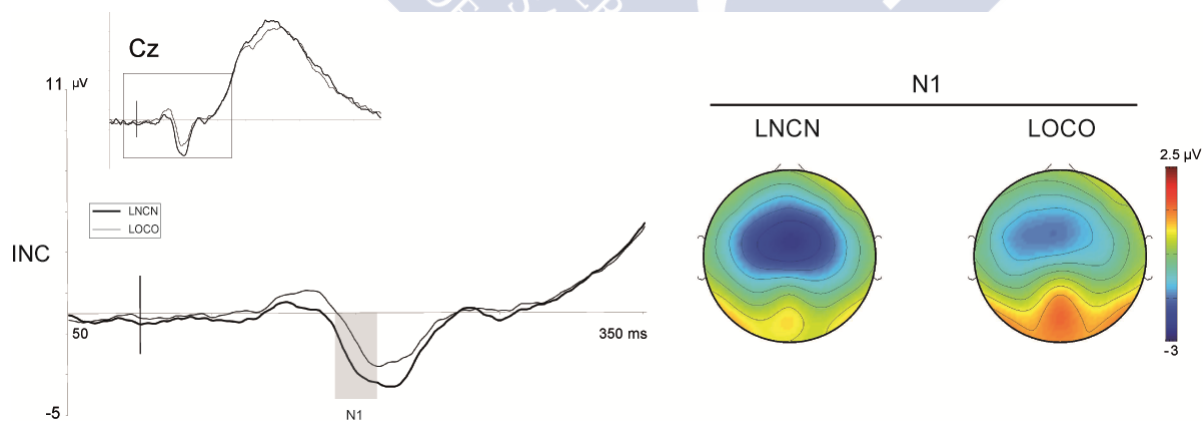 Cz
11 μV
LNCN
LOCO
INC
50
350 ms
-5
N1
N1
LNCN
LOCO
2.5 μV
-3